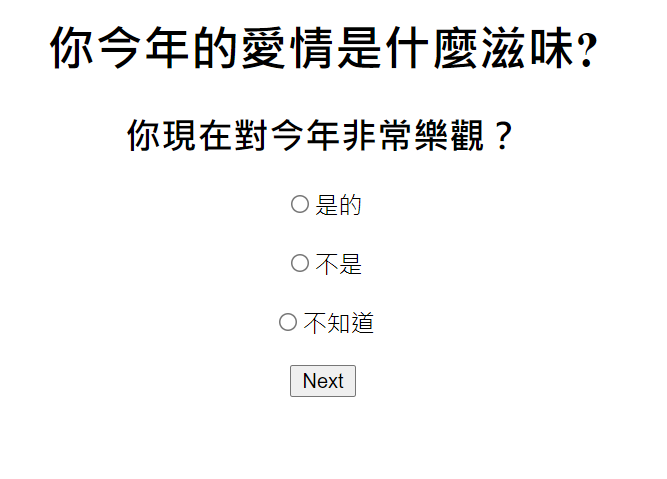 你今年的愛情是什麼滋味?
你現在對今年非常樂觀？
是的
不是
不知道
Next